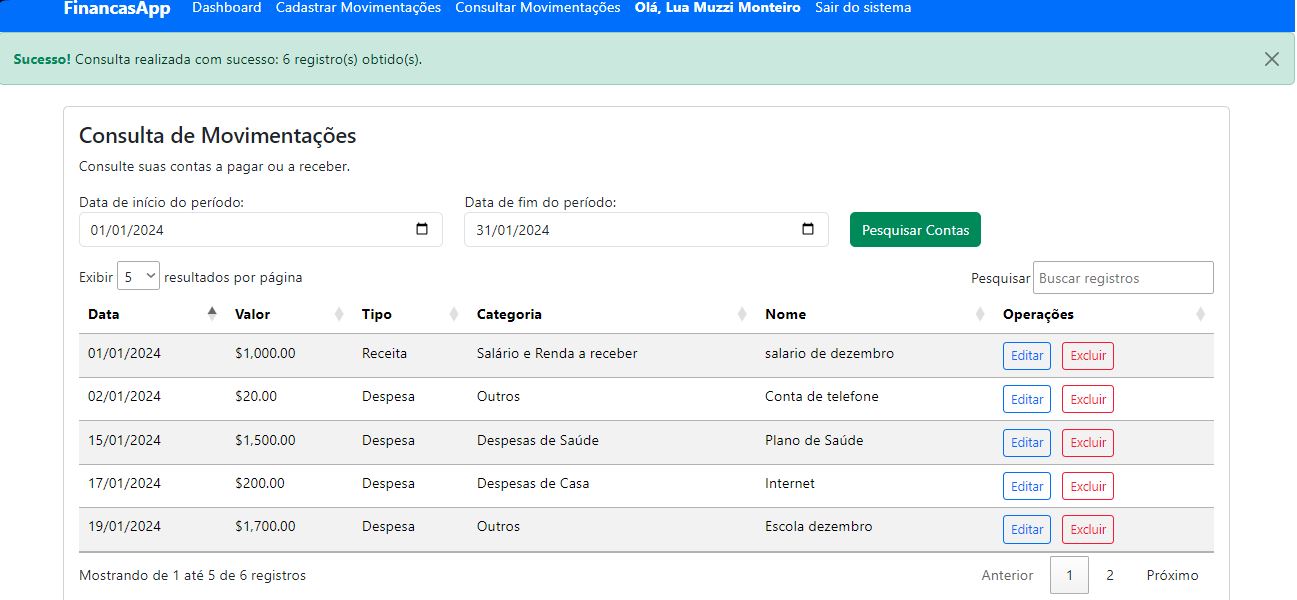 FinancasApp Dashboard Cadastrar Movimentações Consultar Movimentações Olá, Lua Muzzi Monteiro Sair do sistema
Sucesso! Consulta realizada com sucesso: 6 registro(s) obtido(s).
Consulta de Movimentações
Consulte suas contas a pagar ou a receber.
Data de início do período: Data de fim do período:
01/01/2024 31/01/2024 Pesquisar Contas
Exibir 5 resultados por página Pesquisar Buscar registros
Data Valor Tipo Categoria Nome Operações
01/01/2024 $1,000.00 Receita Salário e Renda a receber salario de dezembro Editar Excluir
02/01/2024 $20.00 Despesa Outros Conta de telefone Editar Excluir
15/01/2024 $1,500.00 Despesa Despesas de Saúde Plano de Saúde Editar Excluir
17/01/2024 $200.00 Despesa Despesas de Casa Internet Editar Excluir
19/01/2024 $1,700.00 Despesa Outros Escola dezembro Editar Excluir
Mostrando de 1 até 5 de 6 registros Anterior 1 2 Próximo